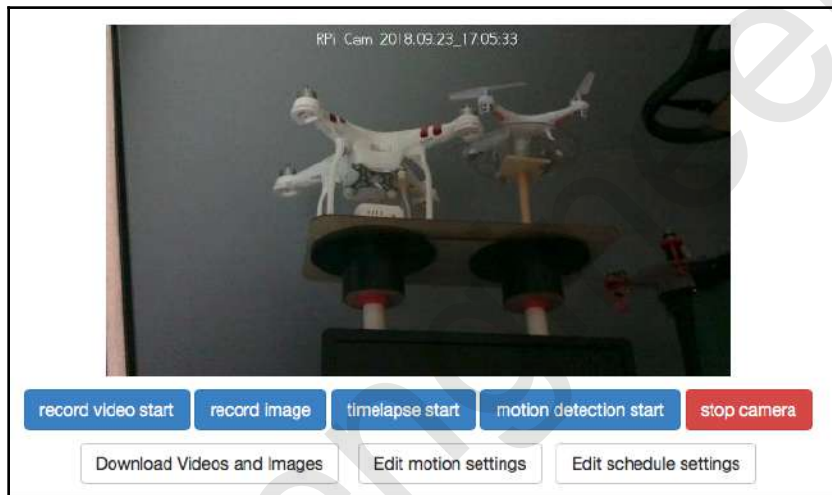 RPi Cam 2018.09.23_17:05:33
record video start record image timelapse start motion detection start stop camera
Download Videos and Images Edit motion settings Edit schedule settings